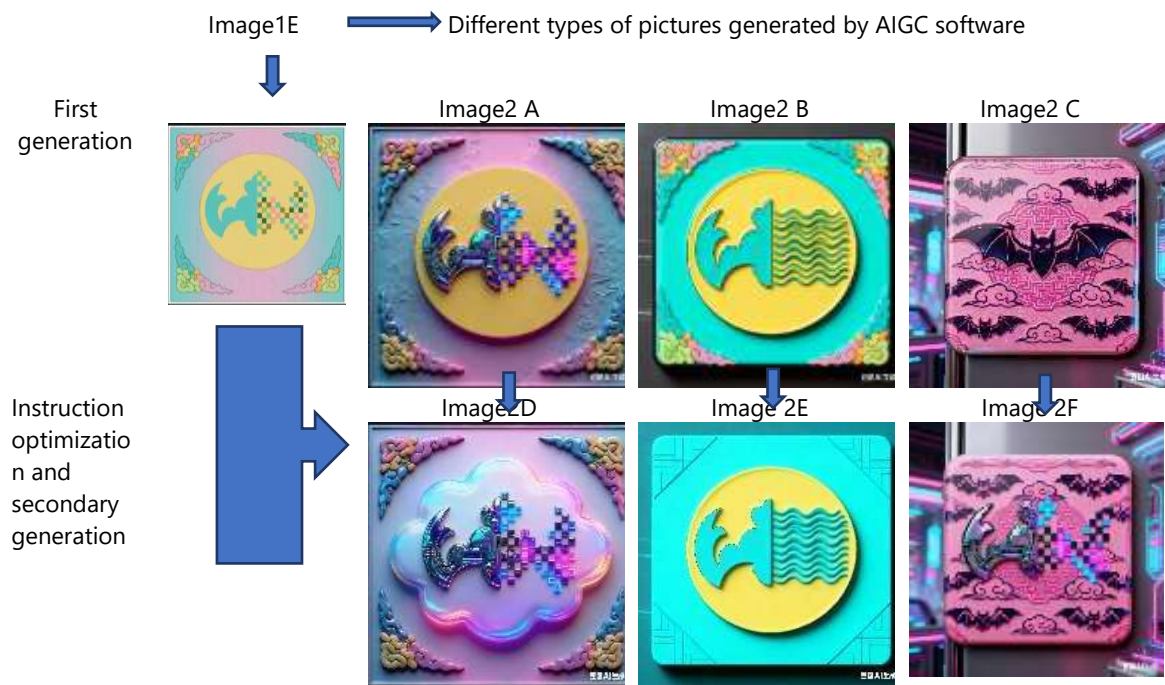 Image1E
Different types of pictures generated by AIGC software
First
generation
Image2 A
Image2 B
Image2 C
Instruction
optimizatio
n and
secondary
generation
Image2D
Image 2E
Image 2F